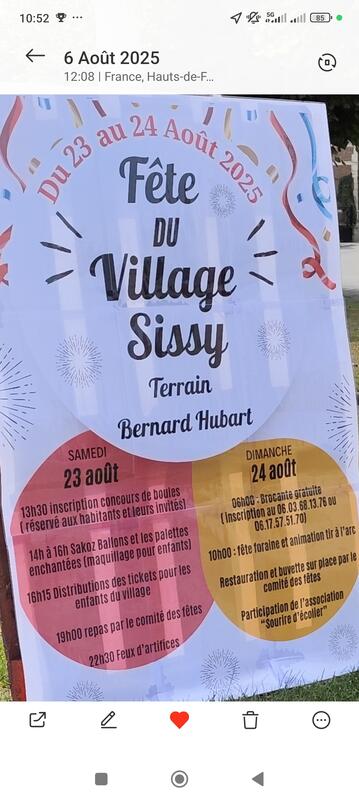 10:52
5G
85
6 Août 2025
12:08 | France, Hauts-de-F...
Du 23 au 24 Août 2025
Fête
DU
Village
Sissy
Terrain
Bernard Hubart
SAMEDI
23 août
13h30 inscription concours de boules
( réservé aux habitants et leurs invités)
14h à 16h Sakoz Ballons et les palettes
enchantées (maquillage pour enfants)
16h15 Distributions des tickets pour les
enfants du village
19h00 repas par le comité des fêtes
22h30 Feux d'artifices
DIMANCHE
24 août
06h00 : Brocante gratuite
( Inscription au 06.03.68.13.76 ou
06.17.57.51.70)
10h00 : fête foraine et animation tir à l'arc
Restauration et buvette sur place par le
comité des fêtes
Participation de l'association
"Sourire d'écolier"